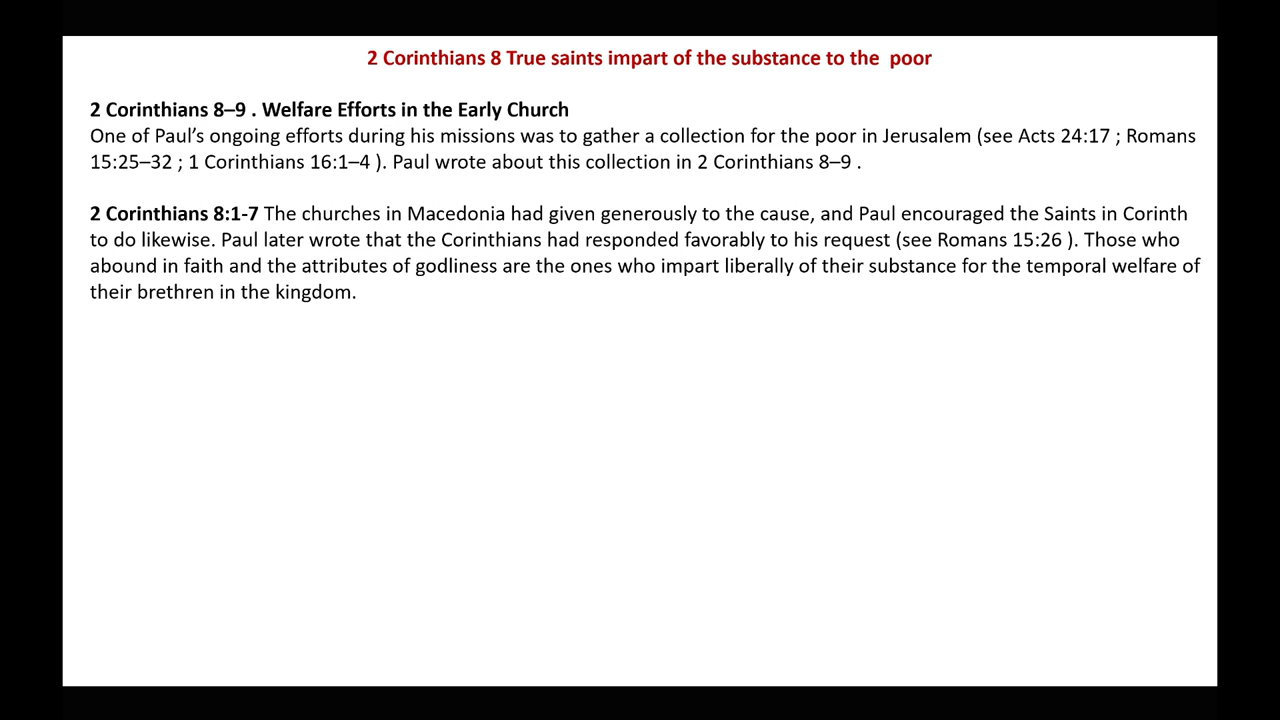 2 Corinthians 8 True saints impart of the substance to the  poor
2 Corinthians 8–9 . Welfare Efforts in the Early Church
One of Paul’s ongoing efforts during his missions was to gather a collection for the poor in Jerusalem (see Acts 24:17 ; Romans
15:25–32 ; 1 Corinthians 16:1–4 ). Paul wrote about this collection in 2 Corinthians 8–9 .
2 Corinthians 8:1-7 The churches in Macedonia had given generously to the cause, and Paul encouraged the Saints in Corinth
to do likewise. Paul later wrote that the Corinthians had responded favorably to his request (see Romans 15:26 ). Those who
abound in faith and the attributes of godliness are the ones who impart liberally of their substance for the temporal welfare of
their brethren in the kingdom.